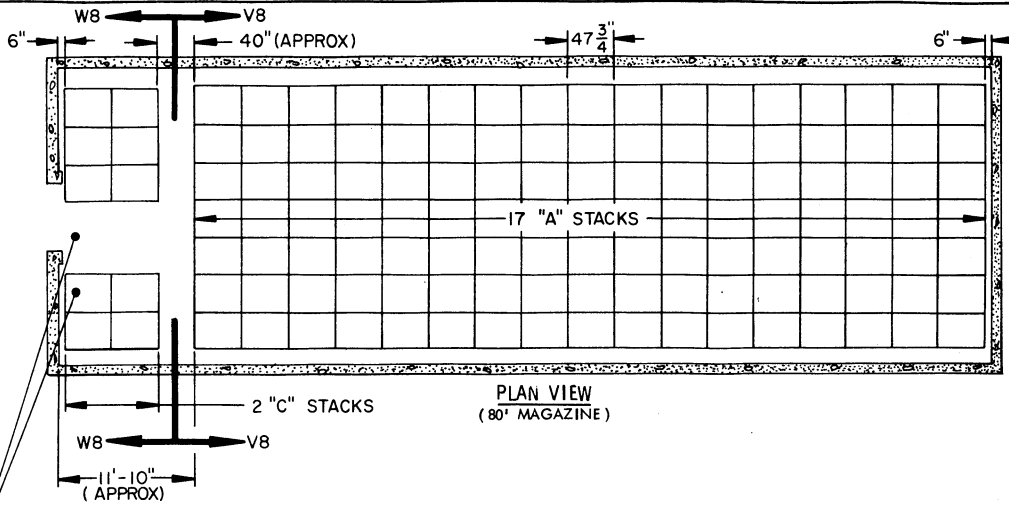 W8 V8
6" 40" (APPROX) 47 3/4" 6"
17 "A" STACKS
2 "C" STACKS
PLAN VIEW
(80' MAGAZINE)
W8 V8
11'-10"
(APPROX)